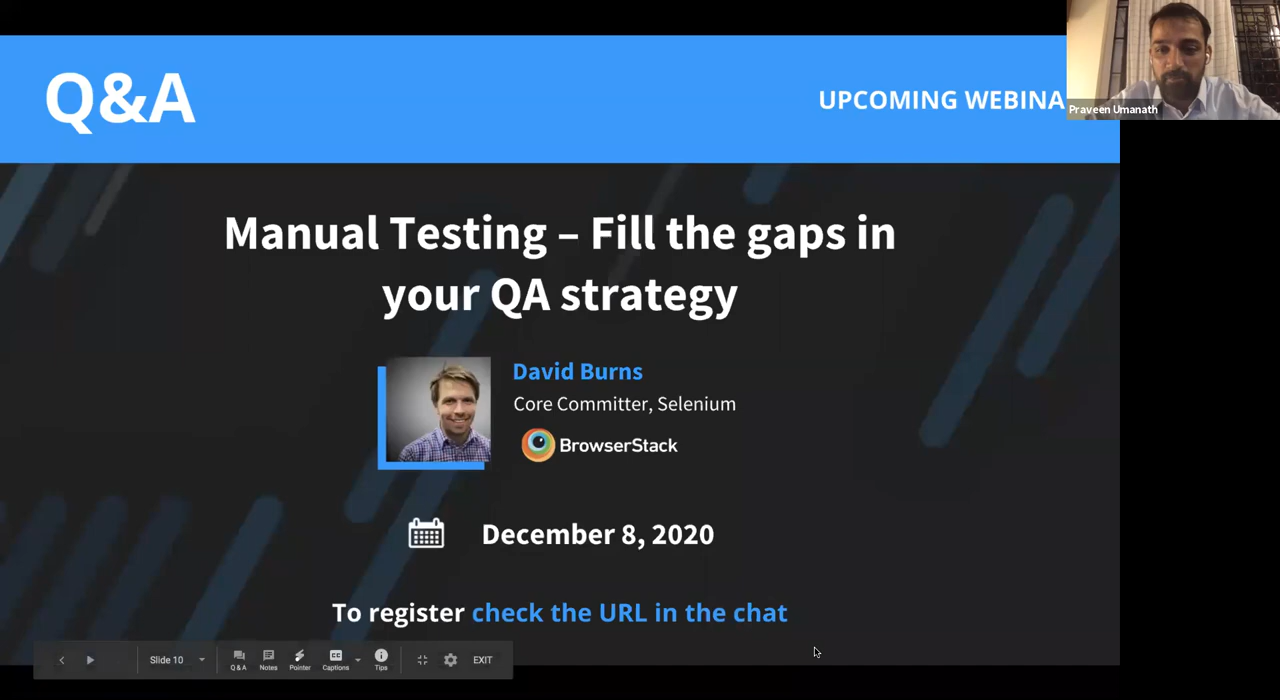 Q&A
UPCOMING WEBINA
Praveen Umanath
Manual Testing – Fill the gaps in
your QA strategy
David Burns
Core Committer, Selenium
BrowserStack
December 8, 2020
To register check the URL in the chat
Slide 10
Q&A
Notes
Pointer
CC
Captions
Tips
EXIT